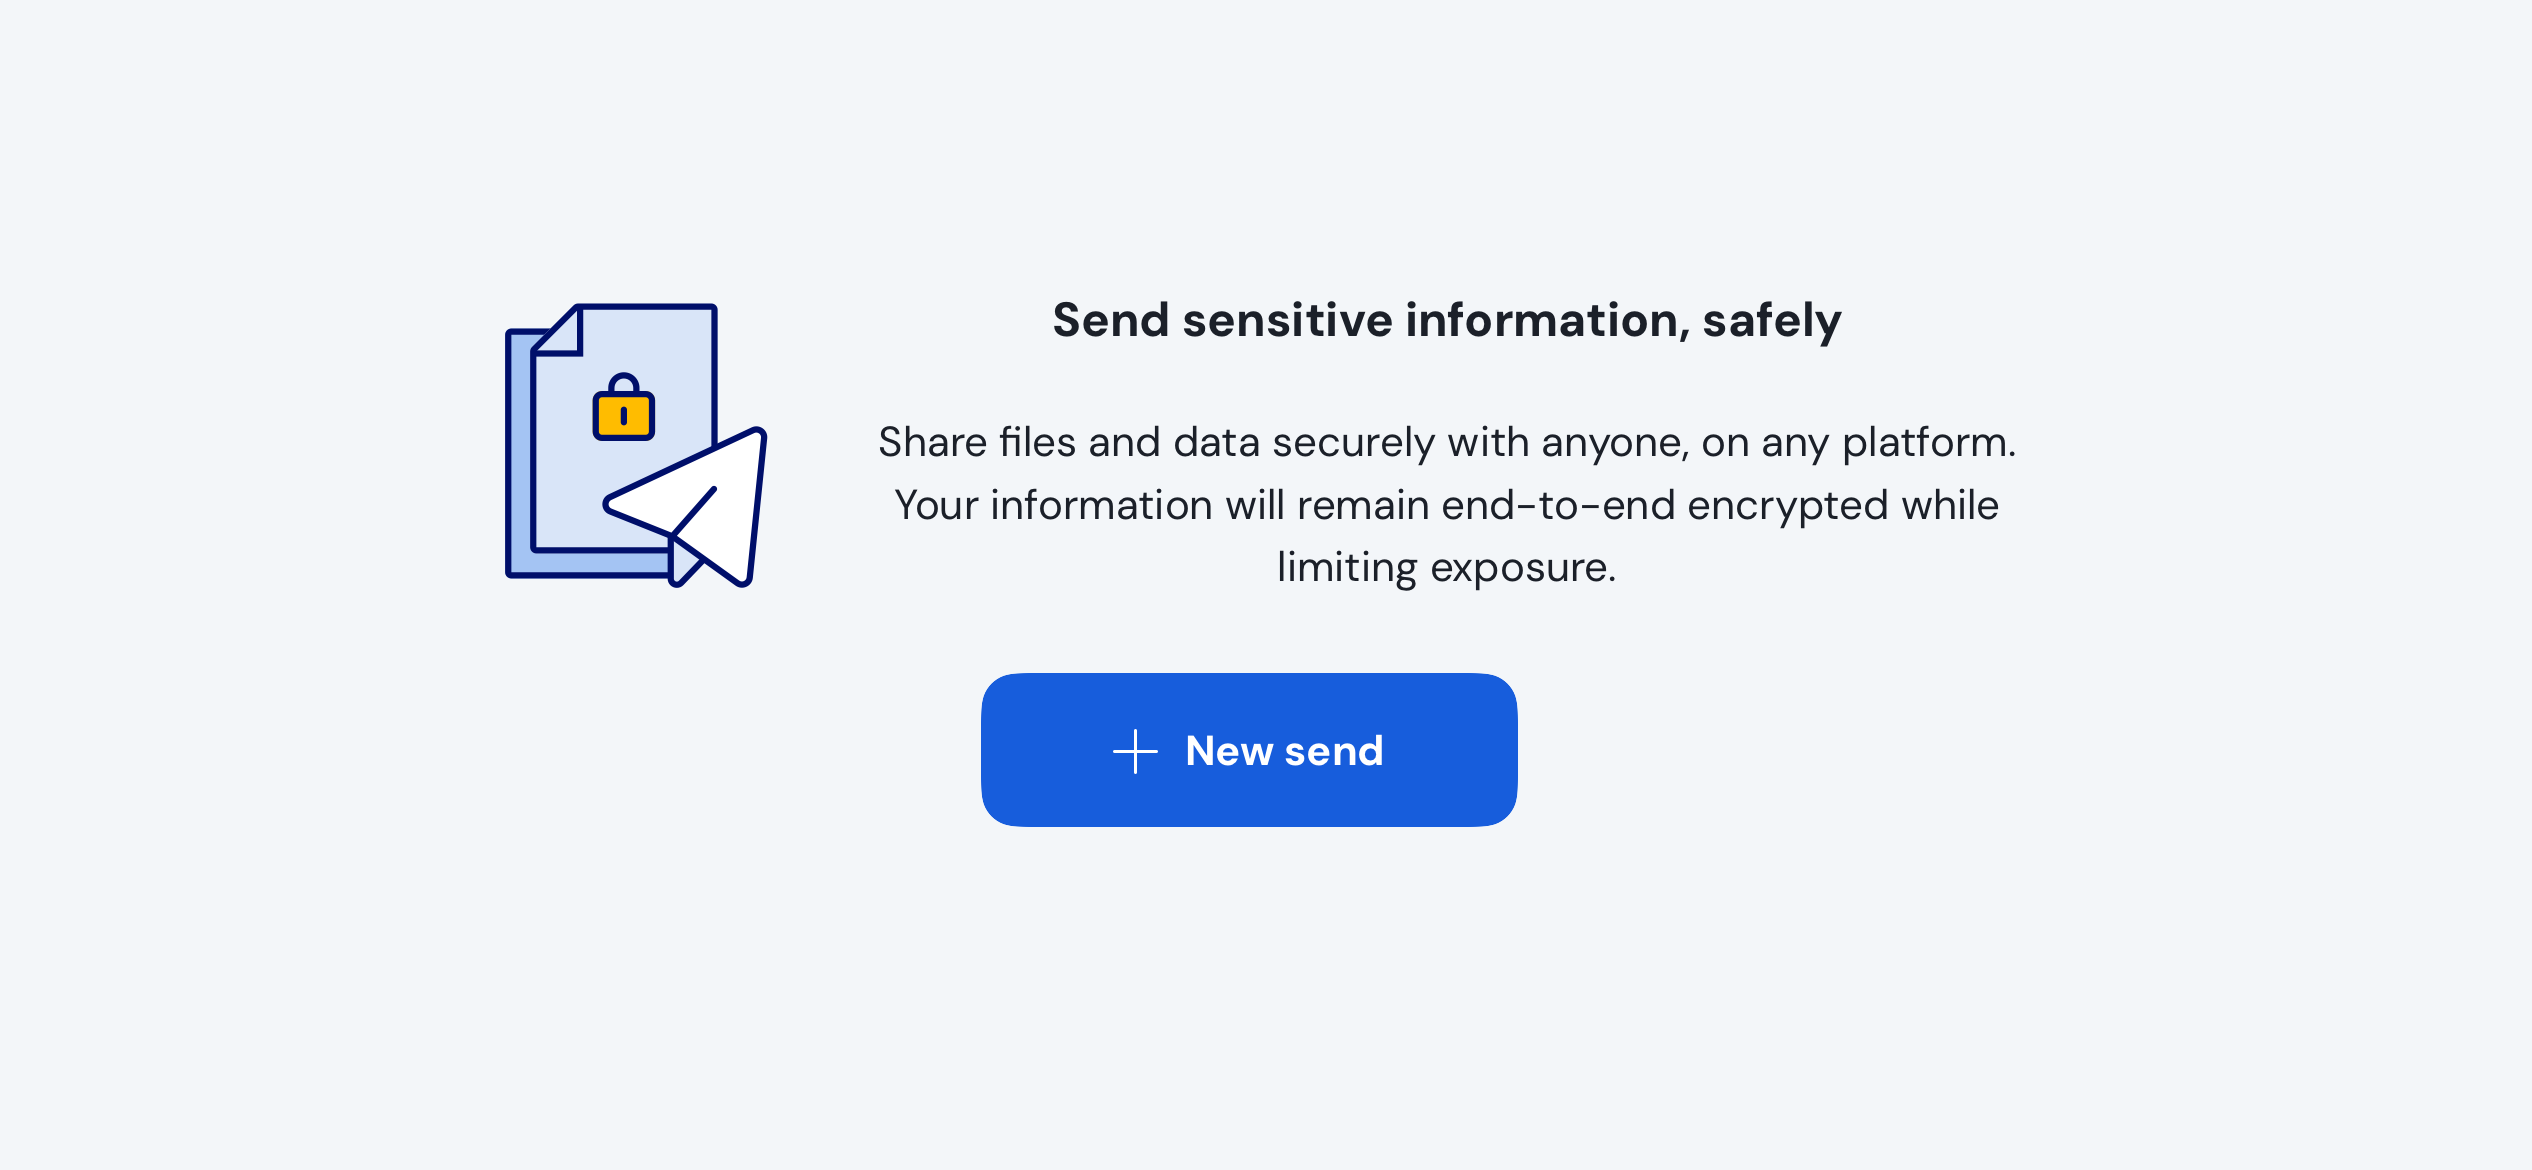 Send sensitive information, safely
Share files and data securely with anyone, on any platform.
Your information will remain end-to-end encrypted while
limiting exposure.
New send